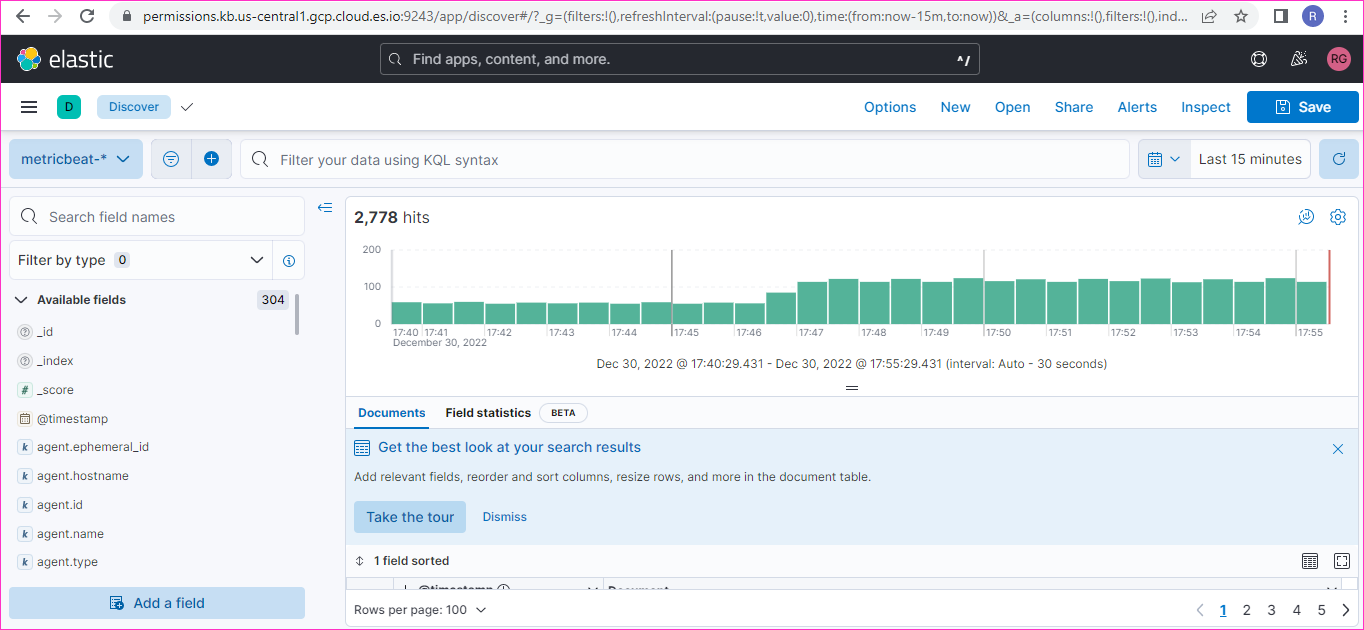 permissions.kb.us-central1.gcp.cloud.es.io:9243/app/discover#/?_g=(filters:!(),refreshInterval:(pause:!t,value:0),time:(from:now-15m,to:now))&_a=(columns:!(),filters:!(),ind...
R
elastic
Find apps, content, and more.
^/
RG
D
Discover
Options
New
Open
Share
Alerts
Inspect
Save
metricbeat-*
Filter your data using KQL syntax
Last 15 minutes
Search field names
Filter by type 0
Available fields 304
_id
_index
# _score
@timestamp
k agent.ephemeral_id
k agent.hostname
k agent.id
k agent.name
k agent.type
Add a field
2,778 hits
200
100
0
17:40 17:41 17:42 17:43 17:44 17:45 17:46 17:47 17:48 17:49 17:50 17:51 17:52 17:53 17:54 17:55
December 30, 2022
Dec 30, 2022 @ 17:40:29.431 - Dec 30, 2022 @ 17:55:29.431 (interval: Auto - 30 seconds)
Documents
Field statistics BETA
Get the best look at your search results
Add relevant fields, reorder and sort columns, resize rows, and more in the document table.
Take the tour
Dismiss
1 field sorted
@timestamp
Document
Rows per page: 100
1 2 3 4 5